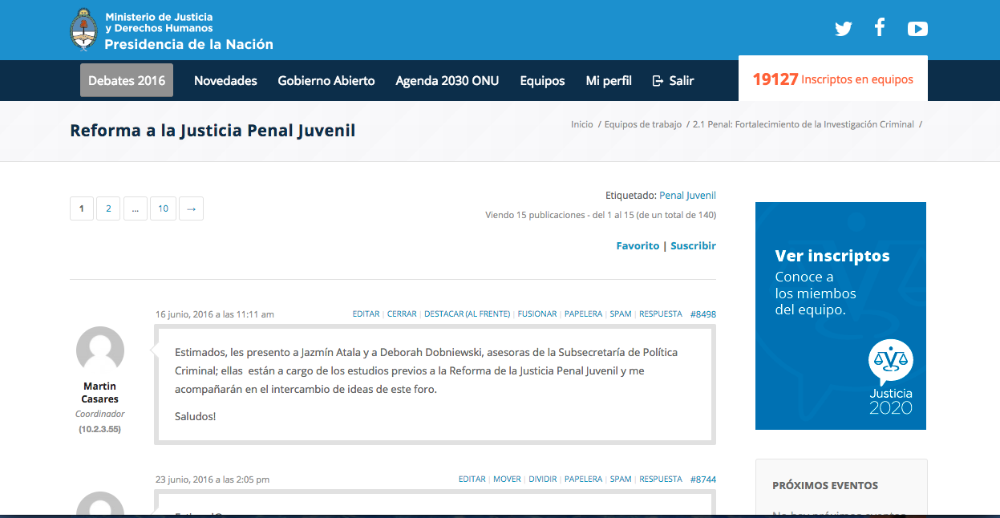 Ministerio de Justicia
y Derechos Humanos
Presidencia de la Nación
Debates 2016
Novedades
Gobierno Abierto
Agenda 2030 ONU
Equipos
Mi perfil
Salir
19127 Inscriptos en equipos
Reforma a la Justicia Penal Juvenil
Inicio / Equipos de trabajo / 2.1 Penal: Fortalecimiento de la Investigación Criminal /
1 2 ... 10 →
Etiquetado: Penal Juvenil
Viendo 15 publicaciones - del 1 al 15 (de un total de 140)
Favorito | Suscribir
16 junio, 2016 a las 11:11 am
EDITAR | CERRAR | DESTACAR (AL FRENTE) | FUSIONAR | PAPELERA | SPAM | RESPUESTA #8498
Martin
Casares
Coordinador
(10.2.3.55)
Estimados, les presento a Jazmín Atala y a Deborah Dobniewski, asesoras de la Subsecretaría de Política
Criminal; ellas están a cargo de los estudios previos a la Reforma de la Justicia Penal Juvenil y me
acompañarán en el intercambio de ideas de este foro.
Saludos!
23 junio, 2016 a las 2:05 pm
EDITAR | MOVER | DIVIDIR | PAPELERA | SPAM | RESPUESTA #8744
Ver inscriptos
Conoce a
los miembros
del equipo.
Justicia
2020
PRÓXIMOS EVENTOS
No hay próximos eventos